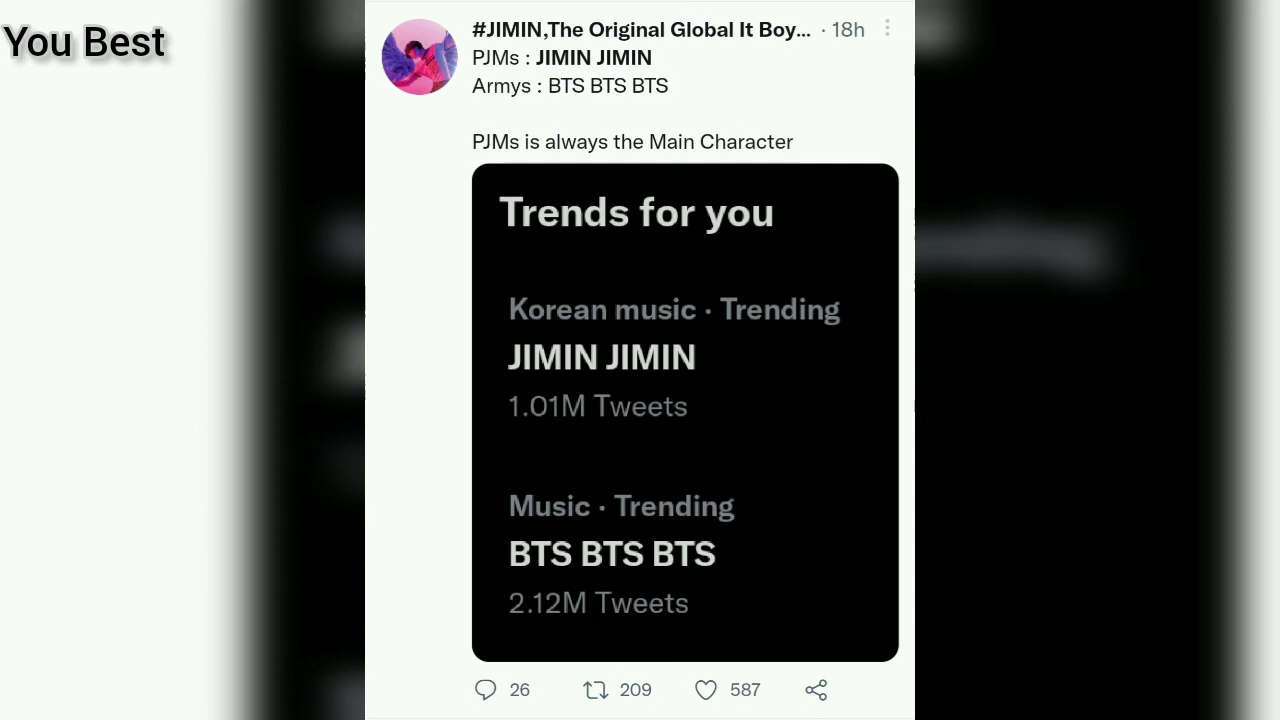 You Best
#JIMIN,The Original Global It Boy... · 18h
PJMs : JIMIN JIMIN
Armys : BTS BTS BTS
PJMs is always the Main Character
Trends for you
Korean music · Trending
JIMIN JIMIN
1.01M Tweets
Music · Trending
BTS BTS BTS
2.12M Tweets
26 209 587